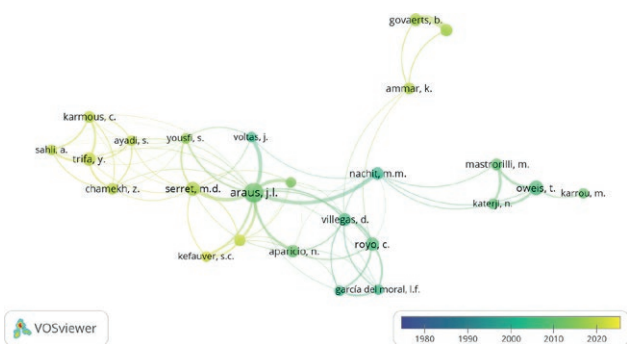 govaerts, b.
ammar, k.
karmous, c.
sahli, a.
ayadi, s.
trifa, y.
chamekh, z.
yousfi, s.
voltas, j.
serret, m.d.
araus, j.l.
nachit, m.m.
mastrorilli, m.
oweis, t.
karrou, m.
katerji, n.
villegas, d.
royo, c.
aparicio, n.
kefauver, s.c.
garcía del moral, l.f.
VOSviewer
1980 1990 2000 2010 2020